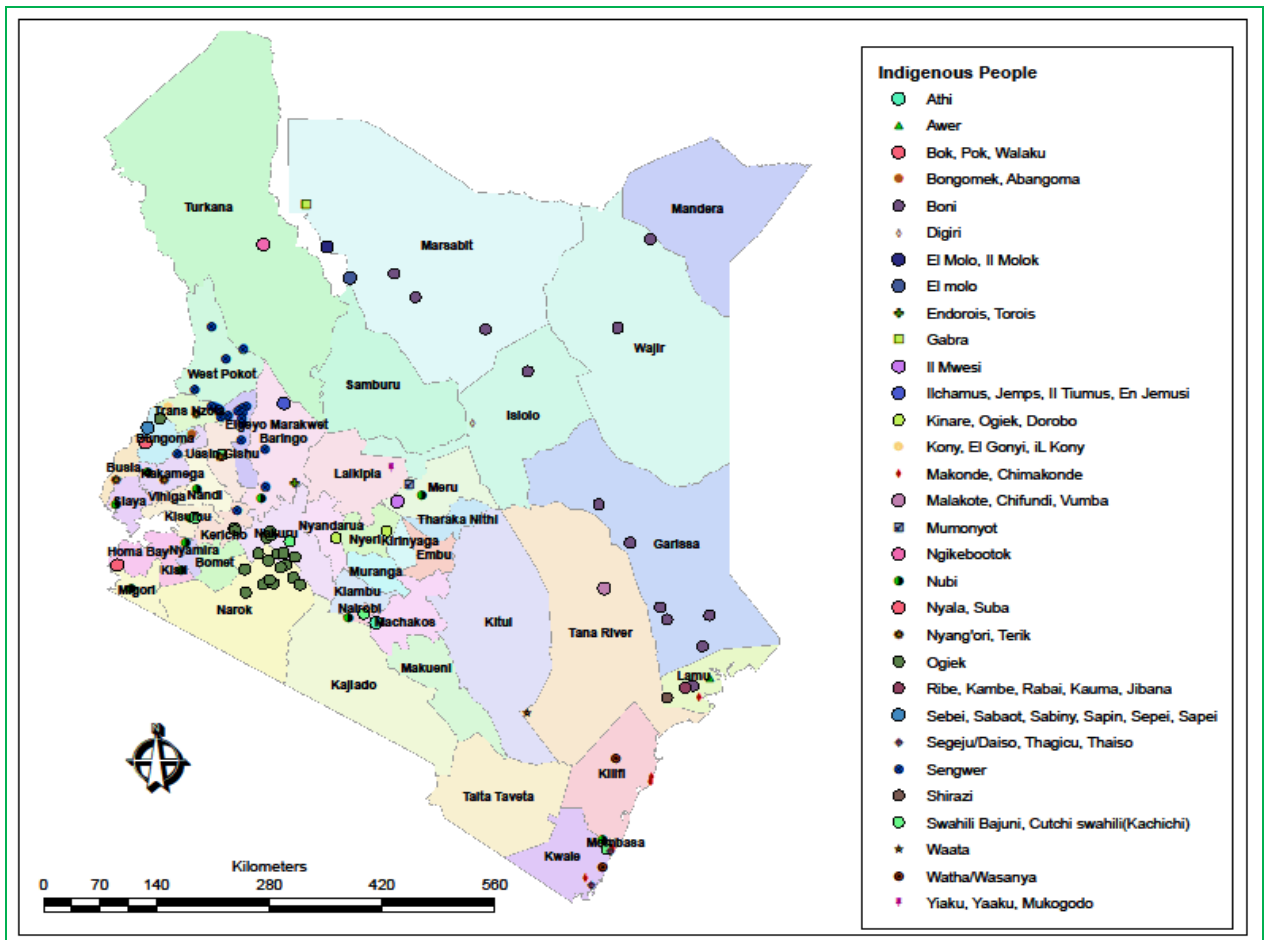 Indigenous People
Athi
Awer
Bok, Pok, Walaku
Bongomek, Abangoma
Boni
Digiri
El Molo, Il Molok
El molo
Endorois, Torois
Gabra
Il Mwesi
Ilchamus, Jemps, Il Tiumus, En Jemusi
Kinare, Ogiek, Dorobo
Kony, El Gonyi, iL Kony
Makonde, Chimakonde
Malakote, Chifundi, Vumba
Mumonyot
Ngikebootok
Nubi
Nyala, Suba
Nyang'ori, Terik
Ogiek
Ribe, Kambe, Rabai, Kauma, Jibana
Sebei, Sabaot, Sabiny, Sapin, Sepei, Sapei
Segeju/Daiso, Thagicu, Thaiso
Sengwer
Shirazi
Swahili Bajuni, Cutchi swahili(Kachichi)
Waata
Watha/Wasanya
Yiaku, Yaaku, Mukogodo
Turkana
Mandera
Marsabit
Wajir
West Pokot
Samburu
Isiolo
Trans Nzoia
Elgeyo Marakwet
Bungoma
Baringo
Uasin Gishu
Busia
Kakamega
Laikipia
Meru
Siaya
Vihiga
Nandi
Kisumu
Tharaka Nithi
Kericho
Nakuru
Nyandarua
Nyeri
Kirinyaga
Garissa
Homa Bay
Nyamira
Embu
Kisii
Bomet
Muranga
Migori
Kiambu
Narok
Nairobi
Machakos
Kitui
Tana River
Makueni
Lamu
Kajiado
Kilifi
Taita Taveta
Mombasa
Kwale
N
Kilometers
0 70 140 280 420 560